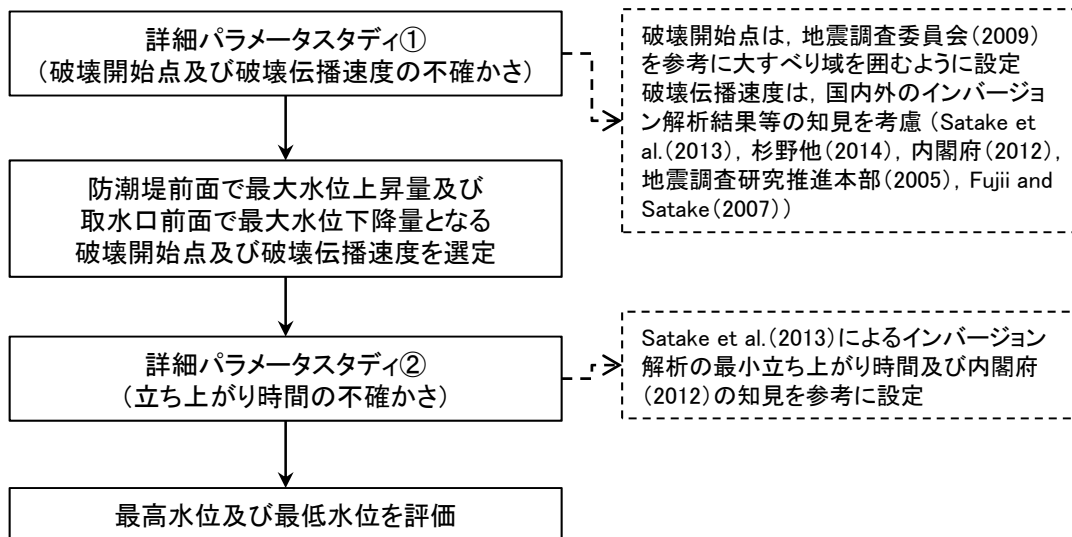 詳細パラメータスタディ①
（破壊開始点及び破壊伝播速度の不確かさ）
破壊開始点は，地震調査委員会（2009）
を参考に大すべり域を囲むように設定
破壊伝播速度は，国内外のインバージョ
ン解析結果等の知見を考慮（Satake et
al.（2013），杉野他（2014），内閣府（2012），
地震調査研究推進本部（2005），Fujii and
Satake（2007））
防潮堤前面で最大水位上昇量及び
取水口前面で最大水位下降量となる
破壊開始点及び破壊伝播速度を選定
詳細パラメータスタディ②
（立ち上がり時間の不確かさ）
Satake et al.（2013）によるインバージョン
解析の最小立ち上がり時間及び内閣府
（2012）の知見を参考に設定
最高水位及び最低水位を評価